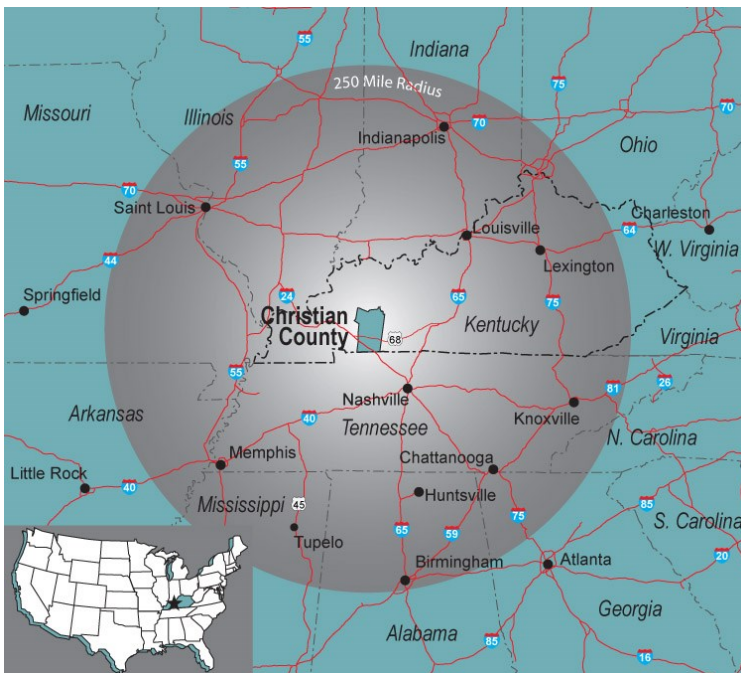 55
Indiana
250 Mile Radius
75
Missouri
Illinois
70
70
Indianapolis
Ohio
55
70
Saint Louis
Charleston
Louisville
64
44
W. Virginia
Lexington
24
65
75
Springfield
Christian
County
Kentucky
68
Virginia
55
81
26
Nashville
Arkansas
Knoxville
40
Tennessee
N. Carolina
Memphis
Chattanooga
Little Rock
40
Huntsville
Mississippi
45
85
75
S. Carolina
65
59
Tupelo
20
Atlanta
Birmingham
Georgia
Alabama
85
16